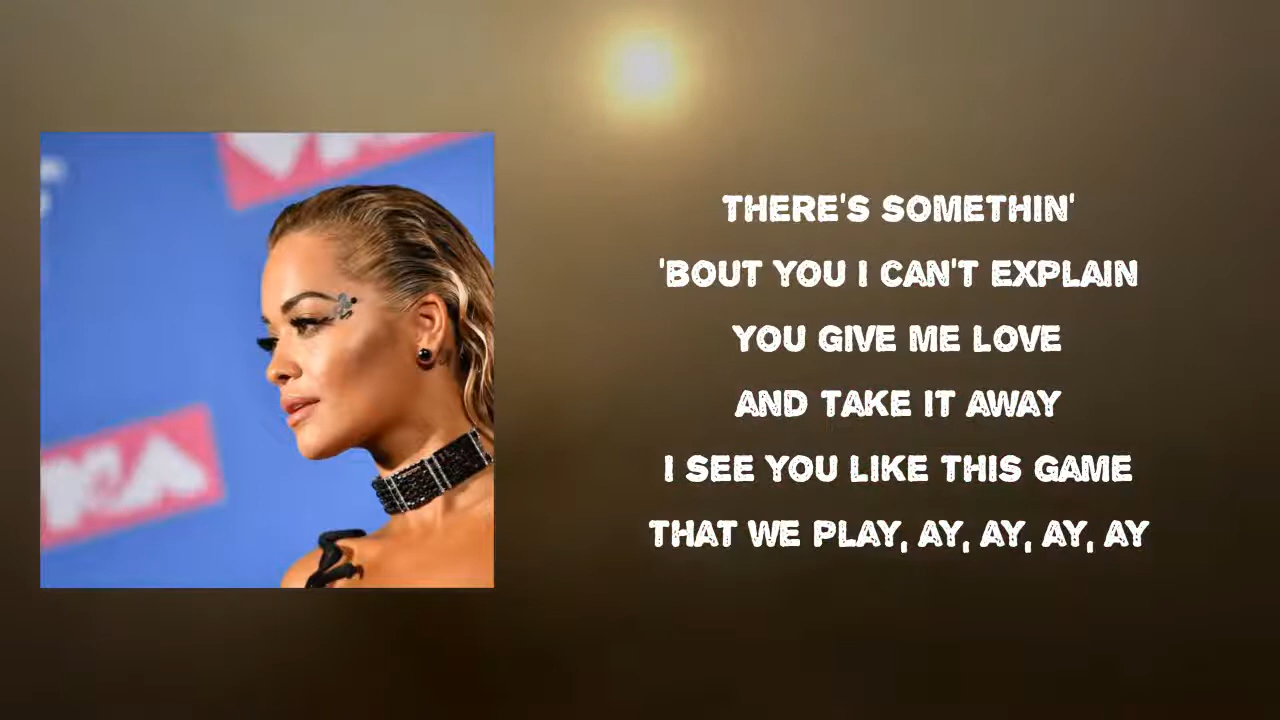 THERE'S SOMETHIN'
'BOUT YOU I CAN'T EXPLAIN
YOU GIVE ME LOVE
AND TAKE IT AWAY
I SEE YOU LIKE THIS GAME
THAT WE PLAY, AY, AY, AY, AY